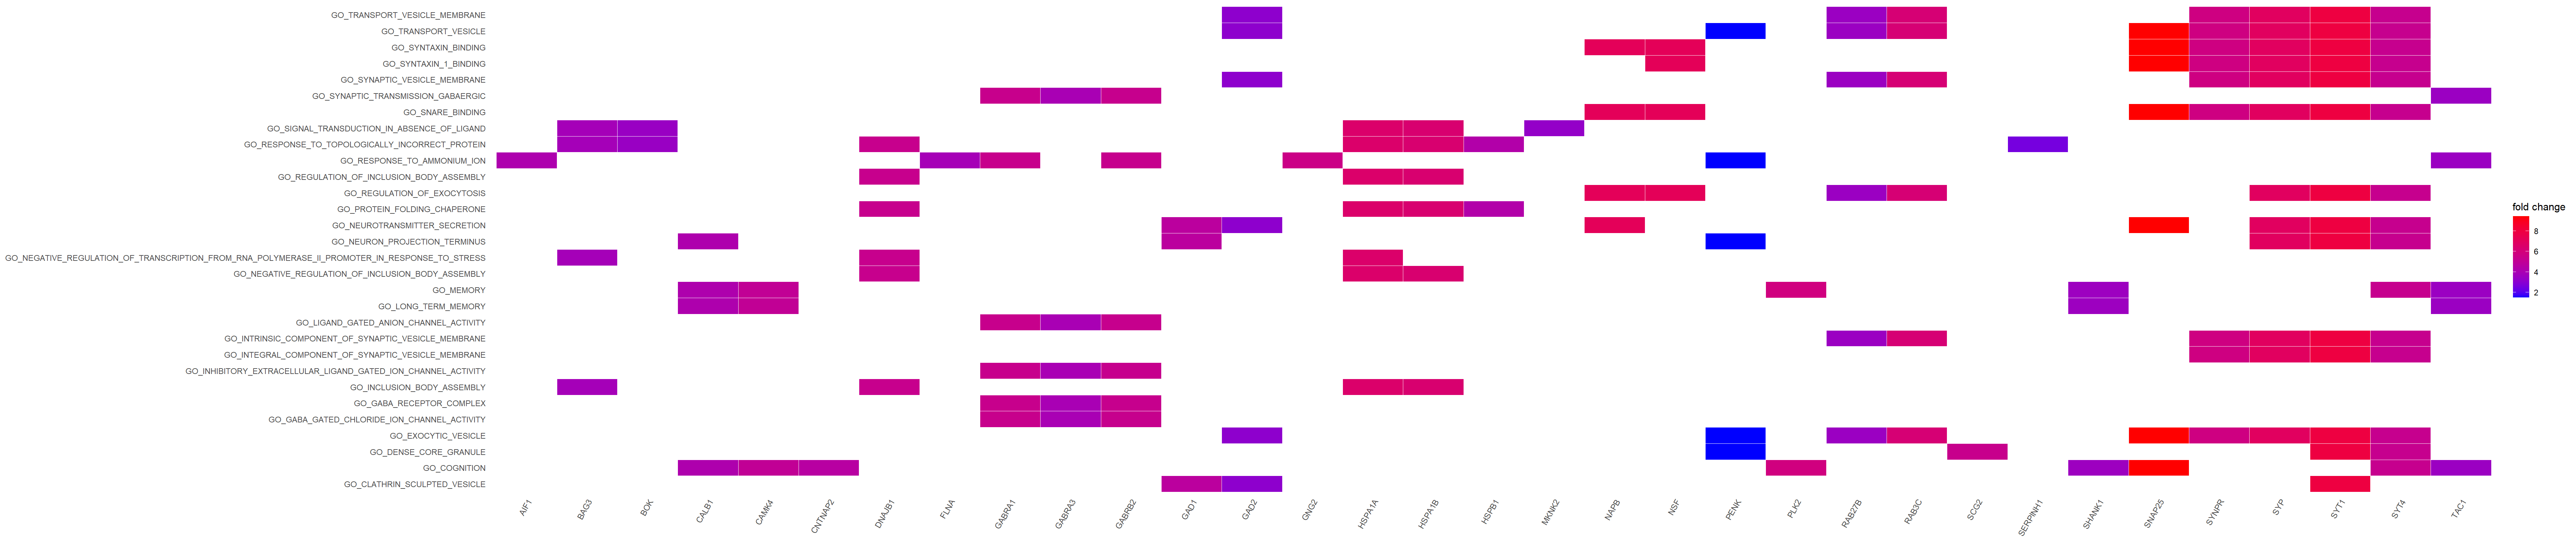 GO_TRANSPORT_VESICLE_MEMBRANE
GO_TRANSPORT_VESICLE
GO_SYNTAXIN_BINDING
GO_SYNTAXIN_1_BINDING
GO_SYNAPTIC_VESICLE_MEMBRANE
GO_SYNAPTIC_TRANSMISSION_GABAERGIC
GO_SNARE_BINDING
GO_SIGNAL_TRANSDUCTION_IN_ABSENCE_OF_LIGAND
GO_RESPONSE_TO_TOPOLOGICALLY_INCORRECT_PROTEIN
GO_RESPONSE_TO_AMMONIUM_ION
GO_REGULATION_OF_INCLUSION_BODY_ASSEMBLY
GO_REGULATION_OF_EXOCYTOSIS
GO_PROTEIN_FOLDING_CHAPERONE
GO_NEUROTRANSMITTER_SECRETION
GO_NEURON_PROJECTION_TERMINUS
GO_NEGATIVE_REGULATION_OF_TRANSCRIPTION_FROM_RNA_POLYMERASE_II_PROMOTER_IN_RESPONSE_TO_STRESS
GO_NEGATIVE_REGULATION_OF_INCLUSION_BODY_ASSEMBLY
GO_MEMORY
GO_LONG_TERM_MEMORY
GO_LIGAND_GATED_ANION_CHANNEL_ACTIVITY
GO_INTRINSIC_COMPONENT_OF_SYNAPTIC_VESICLE_MEMBRANE
GO_INTEGRAL_COMPONENT_OF_SYNAPTIC_VESICLE_MEMBRANE
GO_INHIBITORY_EXTRACELLULAR_LIGAND_GATED_ION_CHANNEL_ACTIVITY
GO_INCLUSION_BODY_ASSEMBLY
GO_GABA_RECEPTOR_COMPLEX
GO_GABA_GATED_CHLORIDE_ION_CHANNEL_ACTIVITY
GO_EXOCYTIC_VESICLE
GO_DENSE_CORE_GRANULE
GO_COGNITION
GO_CLATHRIN_SCULPTED_VESICLE
AIF1
BAG3
BOK
CALB1
CAMK4
CNTNAP2
DNAJB1
FLNA
GABRA1
GABRA3
GABRB2
GAD1
GAD2
GNG2
HSPA1A
HSPA1B
HSPB1
MKNK2
NAPB
NSF
PENK
PLK2
RAB27B
RAB3C
SCG2
SERPINH1
SHANK1
SNAP25
SYNPR
SYP
SYT1
SYT4
TAC1
fold change
8
6
4
2